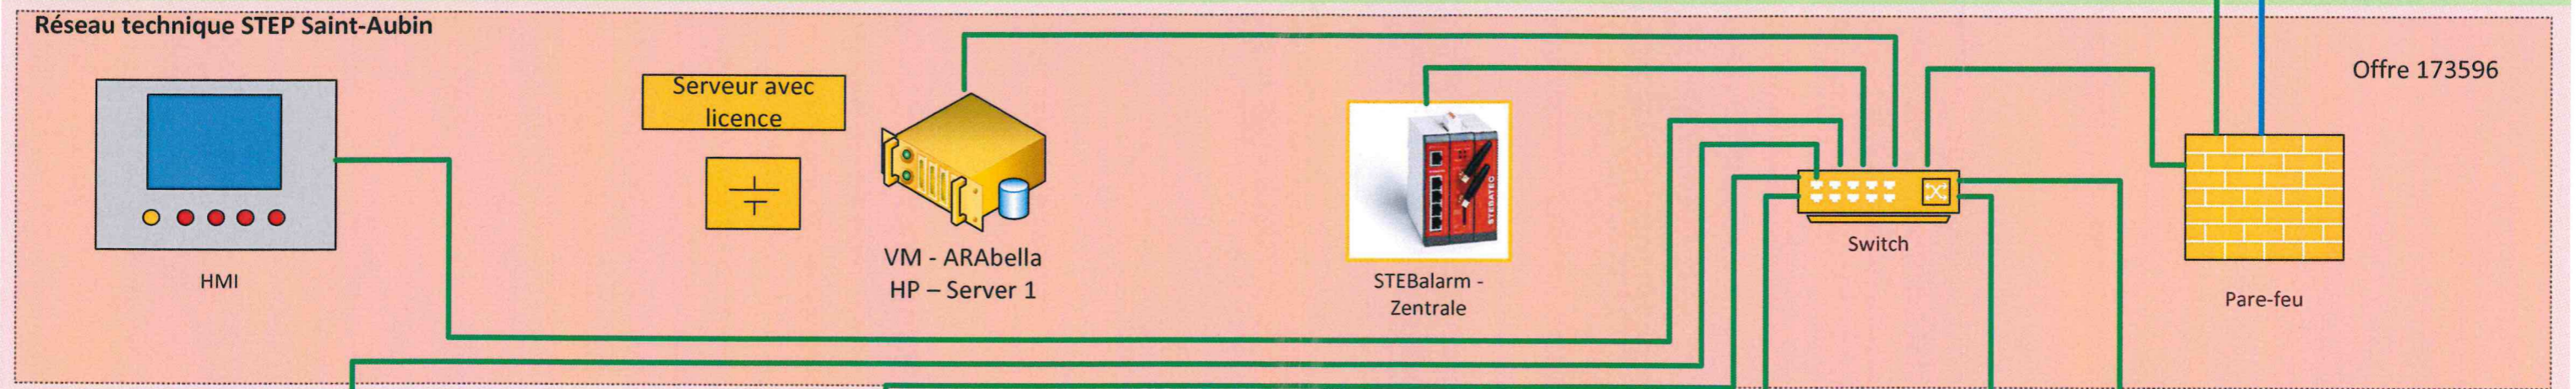 Réseau technique STEP Saint-Aubin
Offre 173596
Serveur avec
licence
STEBATEC
VM - ARAbella
HP – Server 1
HMI
STEBalarm -
Zentrale
Switch
Pare-feu